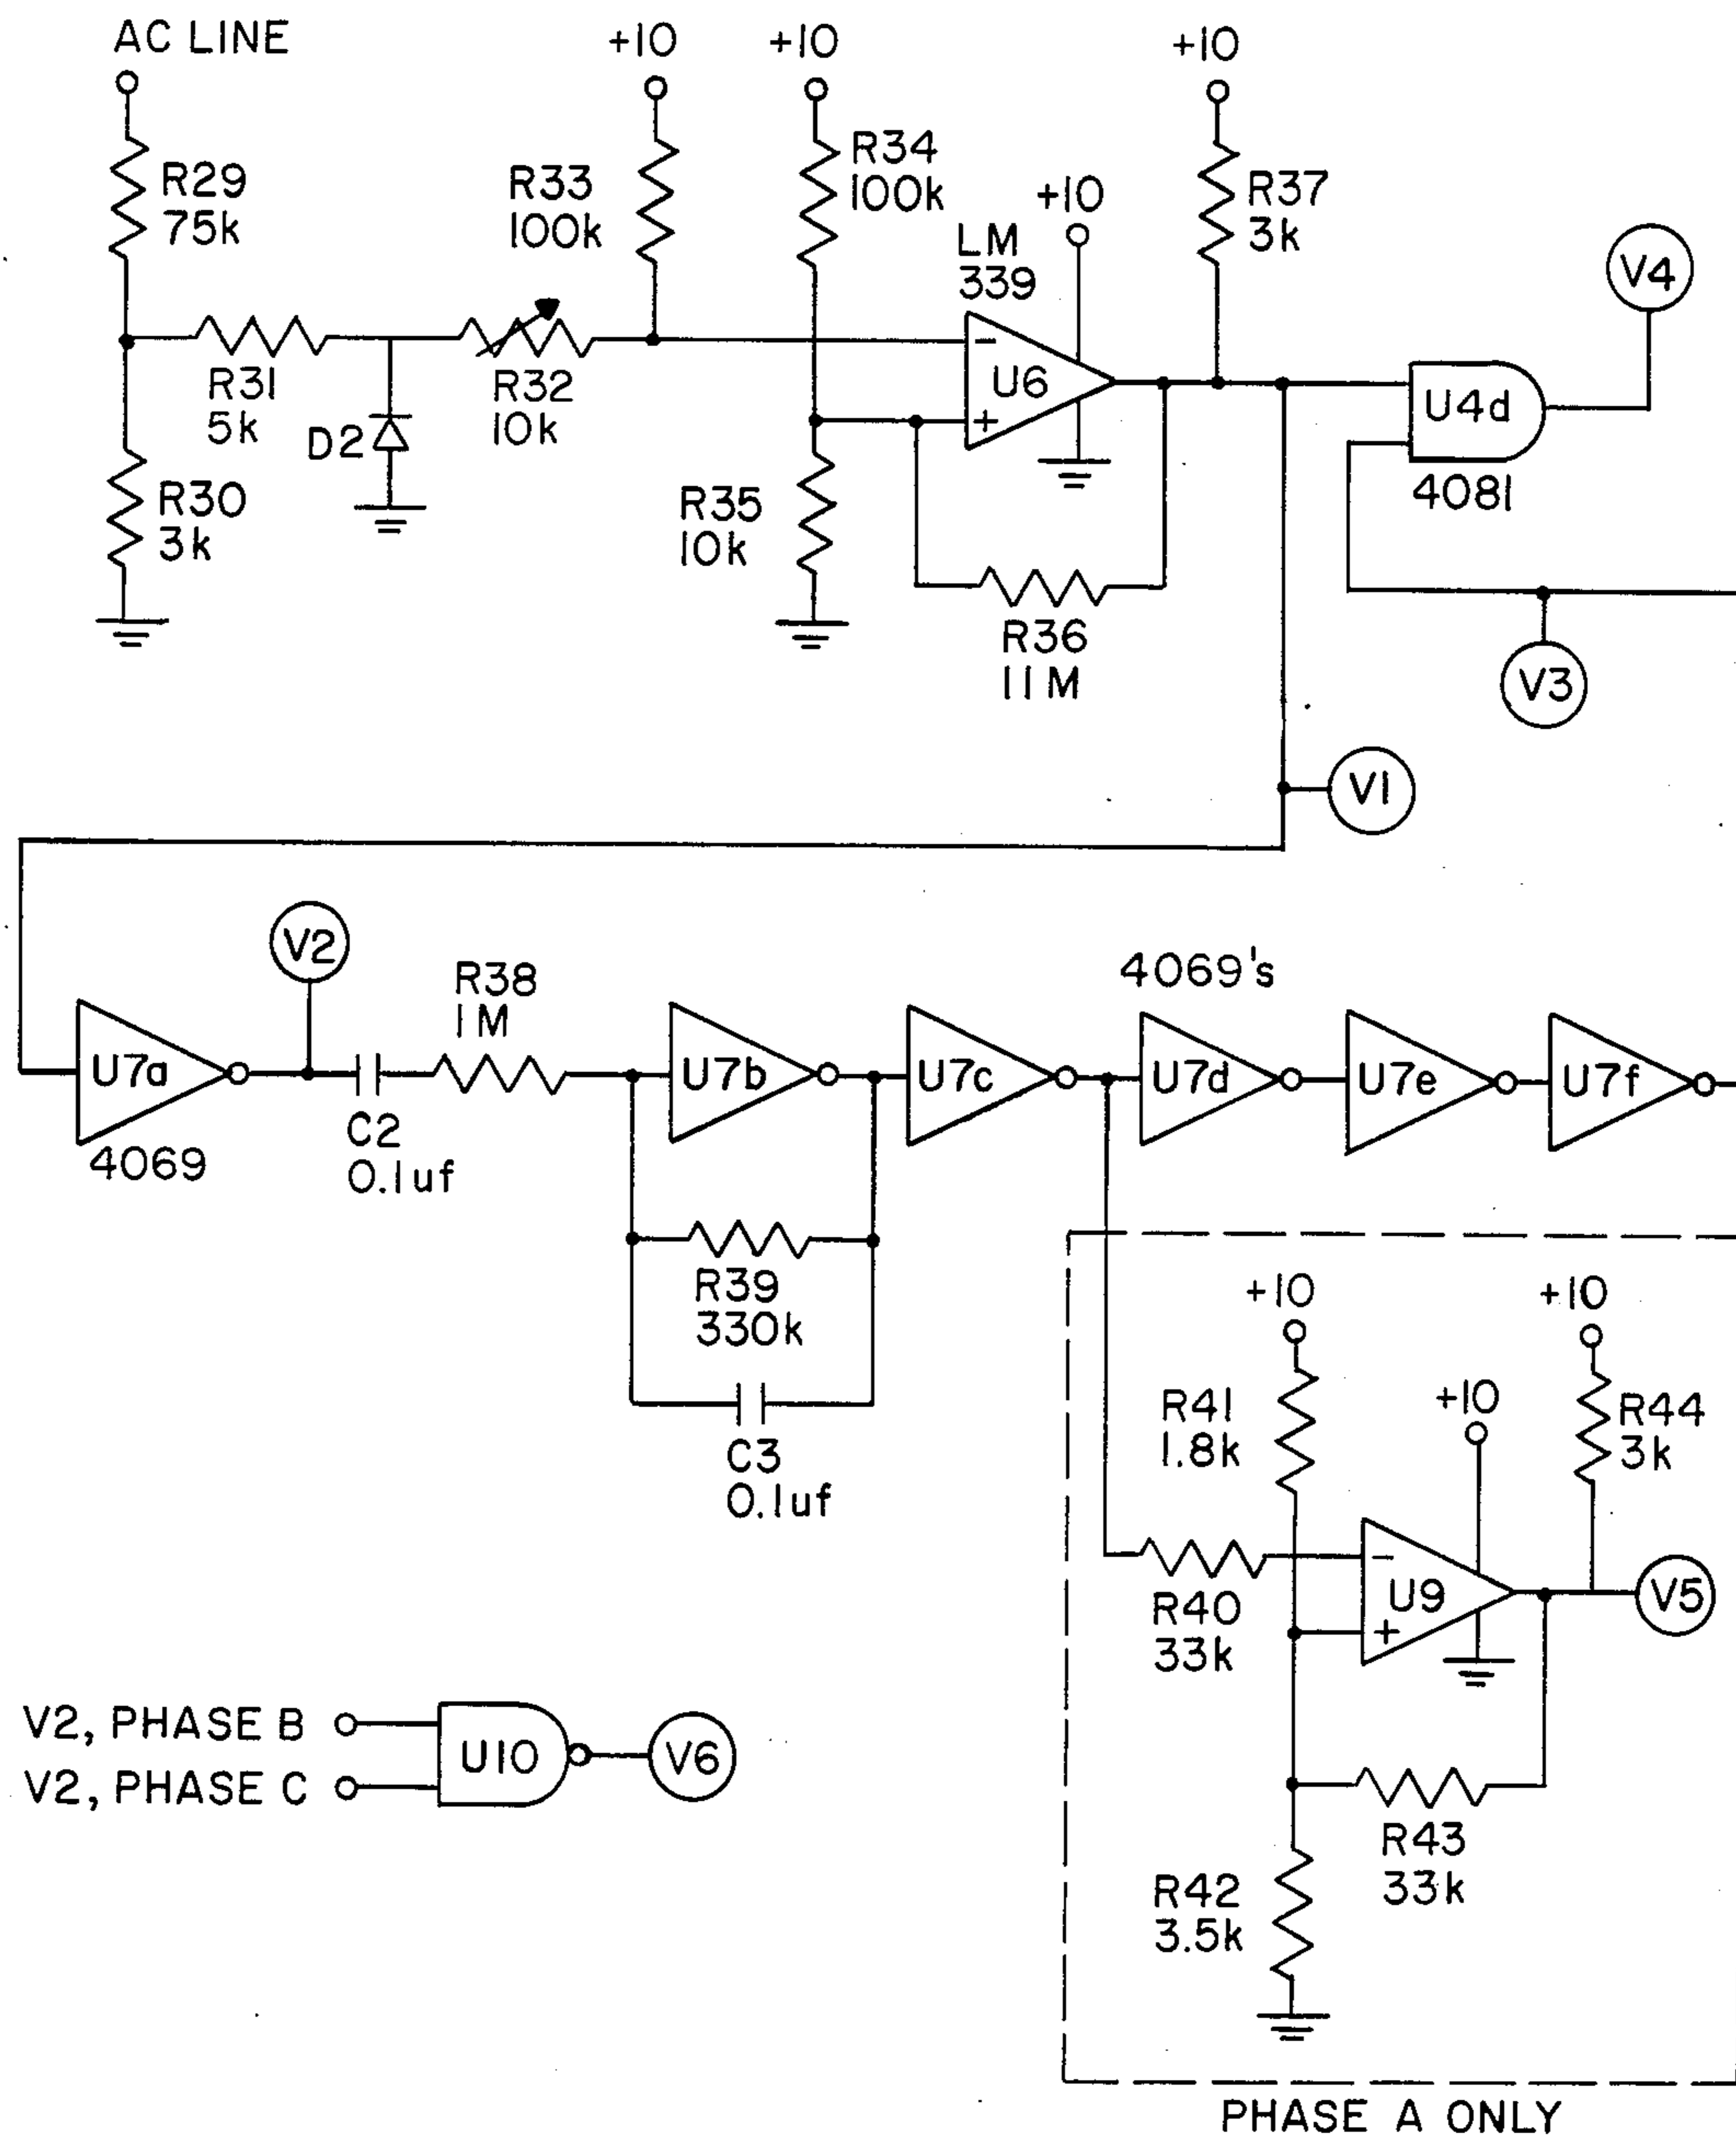 AC LINE
+10
+10
+10
R29
75k
R33
100k
R34
100k
+10
R37
3k
LM
339
V4
R31
5k
R32
10k
D2
-
U6
+
U4d
4081
R30
3k
R35
10k
R36
11M
V3
V1
V2
R38
1M
4069's
U7a
U7b
U7c
U7d
U7e
U7f
4069
C2
0.1uf
R39
330k
C3
0.1uf
+10
+10
R41
1.8k
+10
R44
3k
-
U9
+
V5
R40
33k
V2, PHASE B
V2, PHASE C
U10
V6
R43
33k
R42
3.5k
PHASE A ONLY